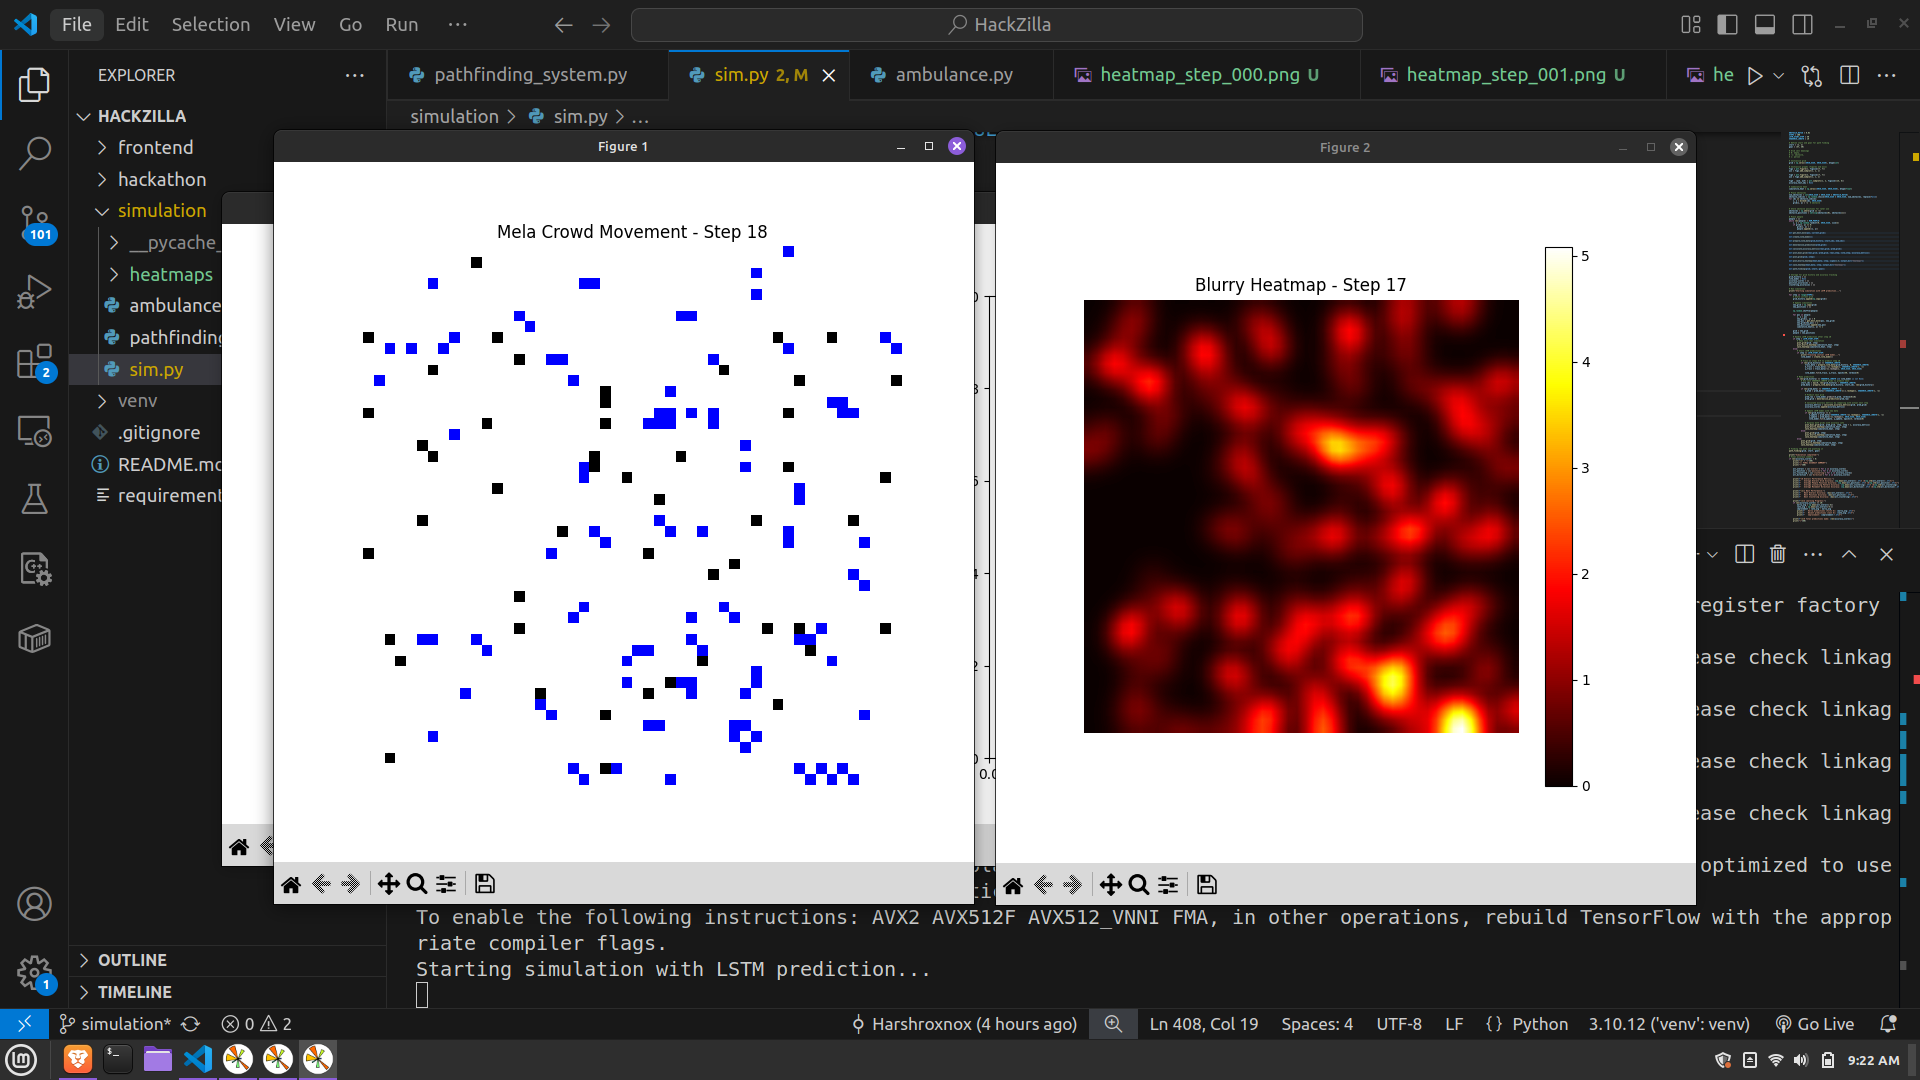 File Edit Selection View Go Run ···
HackZilla
EXPLORER
pathfinding_system.py
sim.py 2, M
ambulance.py
heatmap_step_000.png U
heatmap_step_001.png U
he
HACKZILLA
simulation > sim.py > ...
frontend
hackathon
simulation
__pycache_
heatmaps
ambulance
pathfinding
sim.py
venv
.gitignore
README.md
requirement
Figure 1
Mela Crowd Movement - Step 18
Figure 2
Blurry Heatmap - Step 17
5
4
3
2
1
0
0.0
register factory
ease check linkag
ease check linkag
ease check linkag
ease check linkag
optimized to use
To enable the following instructions: AVX2 AVX512F AVX512_VNNI FMA, in other operations, rebuild TensorFlow with the approp
riate compiler flags.
Starting simulation with LSTM prediction...
OUTLINE
TIMELINE
101
2
1
simulation* 0 2
Harshroxnox (4 hours ago)
Ln 408, Col 19 Spaces: 4 UTF-8 LF {} Python 3.10.12 ('venv': venv) Go Live
9:22 AM